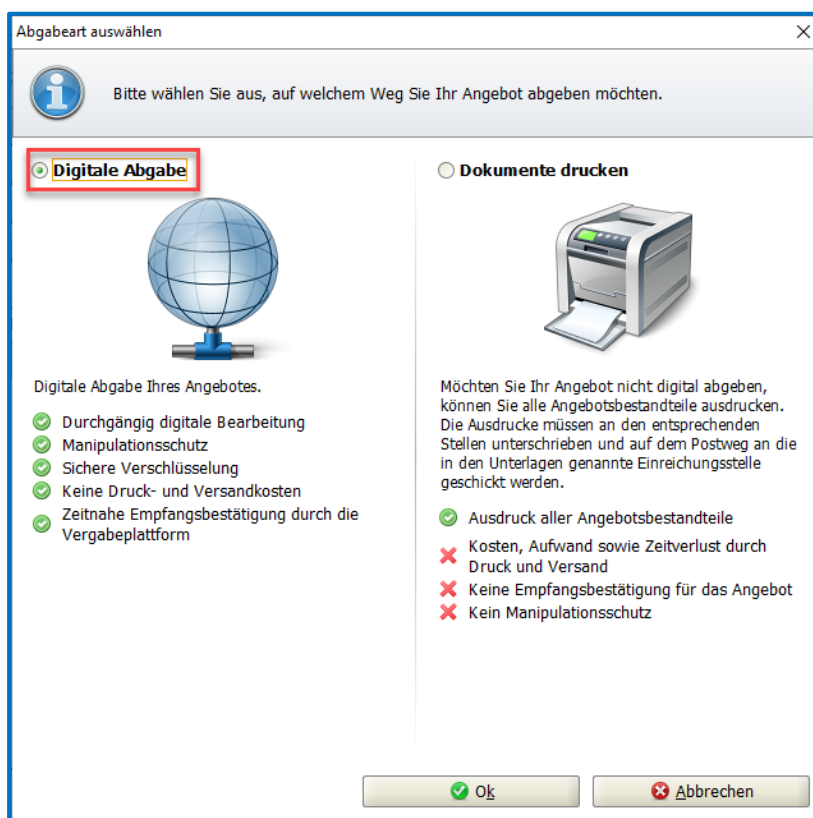 Abgabeart auswählen
Bitte wählen Sie aus, auf welchem Weg Sie Ihr Angebot abgeben möchten.
Digitale Abgabe
Digitale Abgabe Ihres Angebotes.
Durchgängig digitale Bearbeitung
Manipulationsschutz
Sichere Verschlüsselung
Keine Druck- und Versandkosten
Zeitnahe Empfangsbestätigung durch die
Vergabeplattform
Dokumente drucken
Möchten Sie Ihr Angebot nicht digital abgeben,
können Sie alle Angebotsbestandteile ausdrucken.
Die Ausdrucke müssen an den entsprechenden
Stellen unterschrieben und auf dem Postweg an die
in den Unterlagen genannte Einreichungsstelle
geschickt werden.
Ausdruck aller Angebotsbestandteile
Kosten, Aufwand sowie Zeitverlust durch
Druck und Versand
Keine Empfangsbestätigung für das Angebot
Kein Manipulationsschutz
Ok
Abbrechen